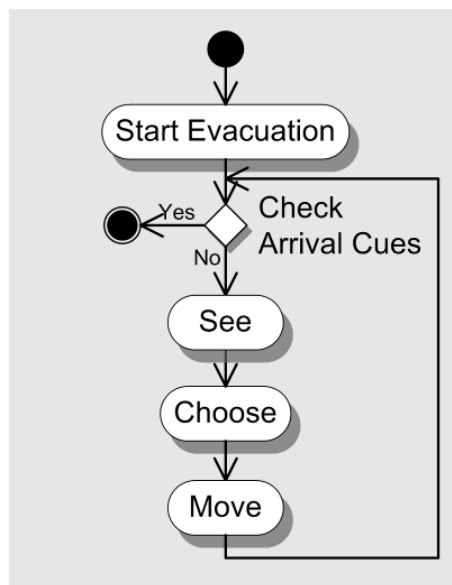 Start Evacuation
Check
Arrival Cues
Yes
No
See
Choose
Move